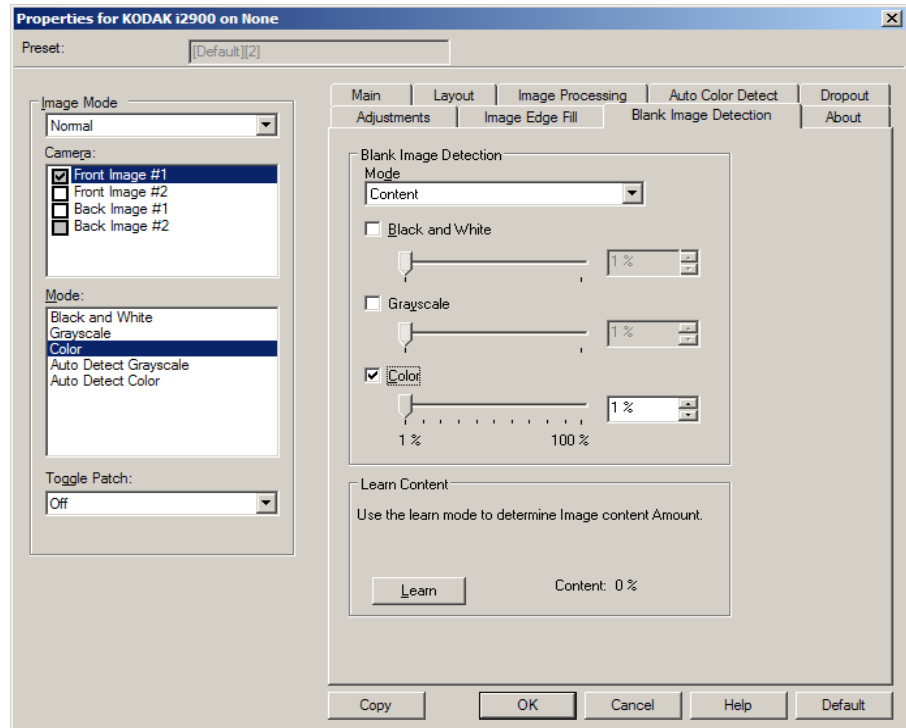 Properties for KODAK i2900 on None
Preset:
[Default][2]
Image Mode
Normal
Camera:
Front Image #1
Front Image #2
Back Image #1
Back Image #2
Mode:
Black and White
Grayscale
Color
Auto Detect Grayscale
Auto Detect Color
Toggle Patch:
Off
Main Layout Image Processing Auto Color Detect Dropout
Adjustments Image Edge Fill Blank Image Detection About
Blank Image Detection
Mode
Content
Black and White
1 %
Grayscale
1 %
Color
1 %
1 % 100 %
Learn Content
Use the learn mode to determine Image content Amount.
Learn Content: 0 %
Copy OK Cancel Help Default